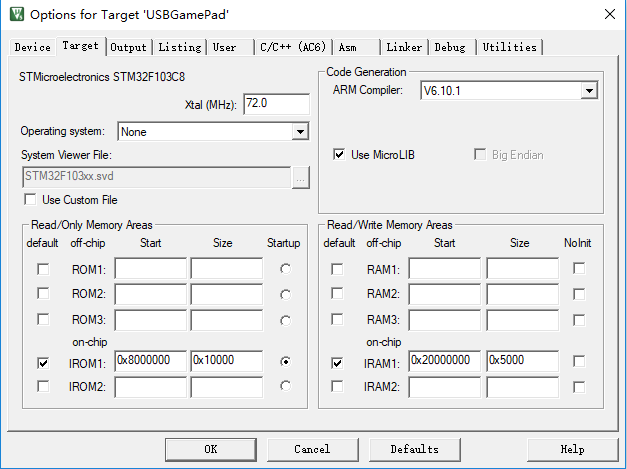 Options for Target 'USBGamePad'
Device Target Output Listing User C/C++ (AC6) Asm Linker Debug Utilities
STMicroelectronics STM32F103C8
Xtal (MHz): 72.0
Operating system: None
System Viewer File:
STM32F103xx.svd ...
Use Custom File
Code Generation
ARM Compiler: V6.10.1
Use MicroLIB Big Endian
Read/Only Memory Areas
default off-chip Start Size Startup
ROM1:
ROM2:
ROM3:
on-chip
IROM1: 0x8000000 0x10000
IROM2:
Read/Write Memory Areas
default off-chip Start Size NoInit
RAM1:
RAM2:
RAM3:
on-chip
IRAM1: 0x20000000 0x5000
IRAM2:
OK Cancel Defaults Help